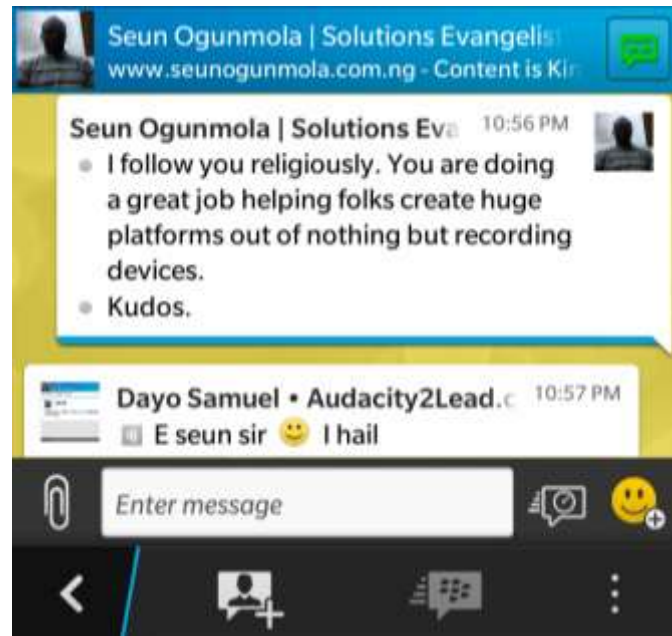 Seun Ogunmola | Solutions Evangelis
www.seunogunmola.com.ng - Content is Kin
Seun Ogunmola | Solutions Eva 10:56 PM
I follow you religiously. You are doing
a great job helping folks create huge
platforms out of nothing but recording
devices.
Kudos.
Dayo Samuel • Audacity2Lead.c 10:57 PM
E seun sir 🙂 I hail
Enter message